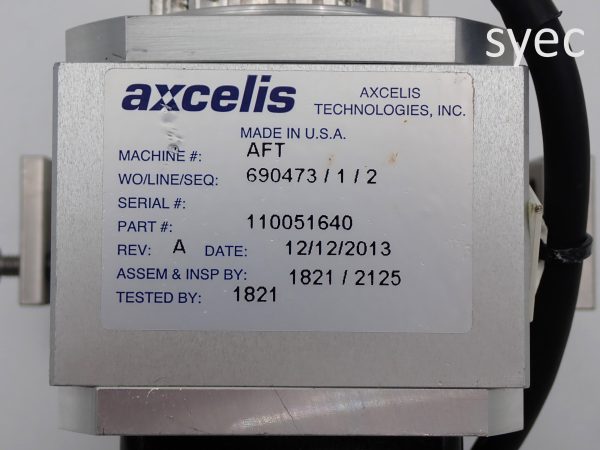 syec
axcelis
AXCELIS
TECHNOLOGIES, INC.
MADE IN U.S.A.
MACHINE #: AFT
WO/LINE/SEQ: 690473 / 1 / 2
SERIAL #:
PART #: 110051640
REV: A DATE: 12/12/2013
ASSEM & INSP BY: 1821 / 2125
TESTED BY: 1821